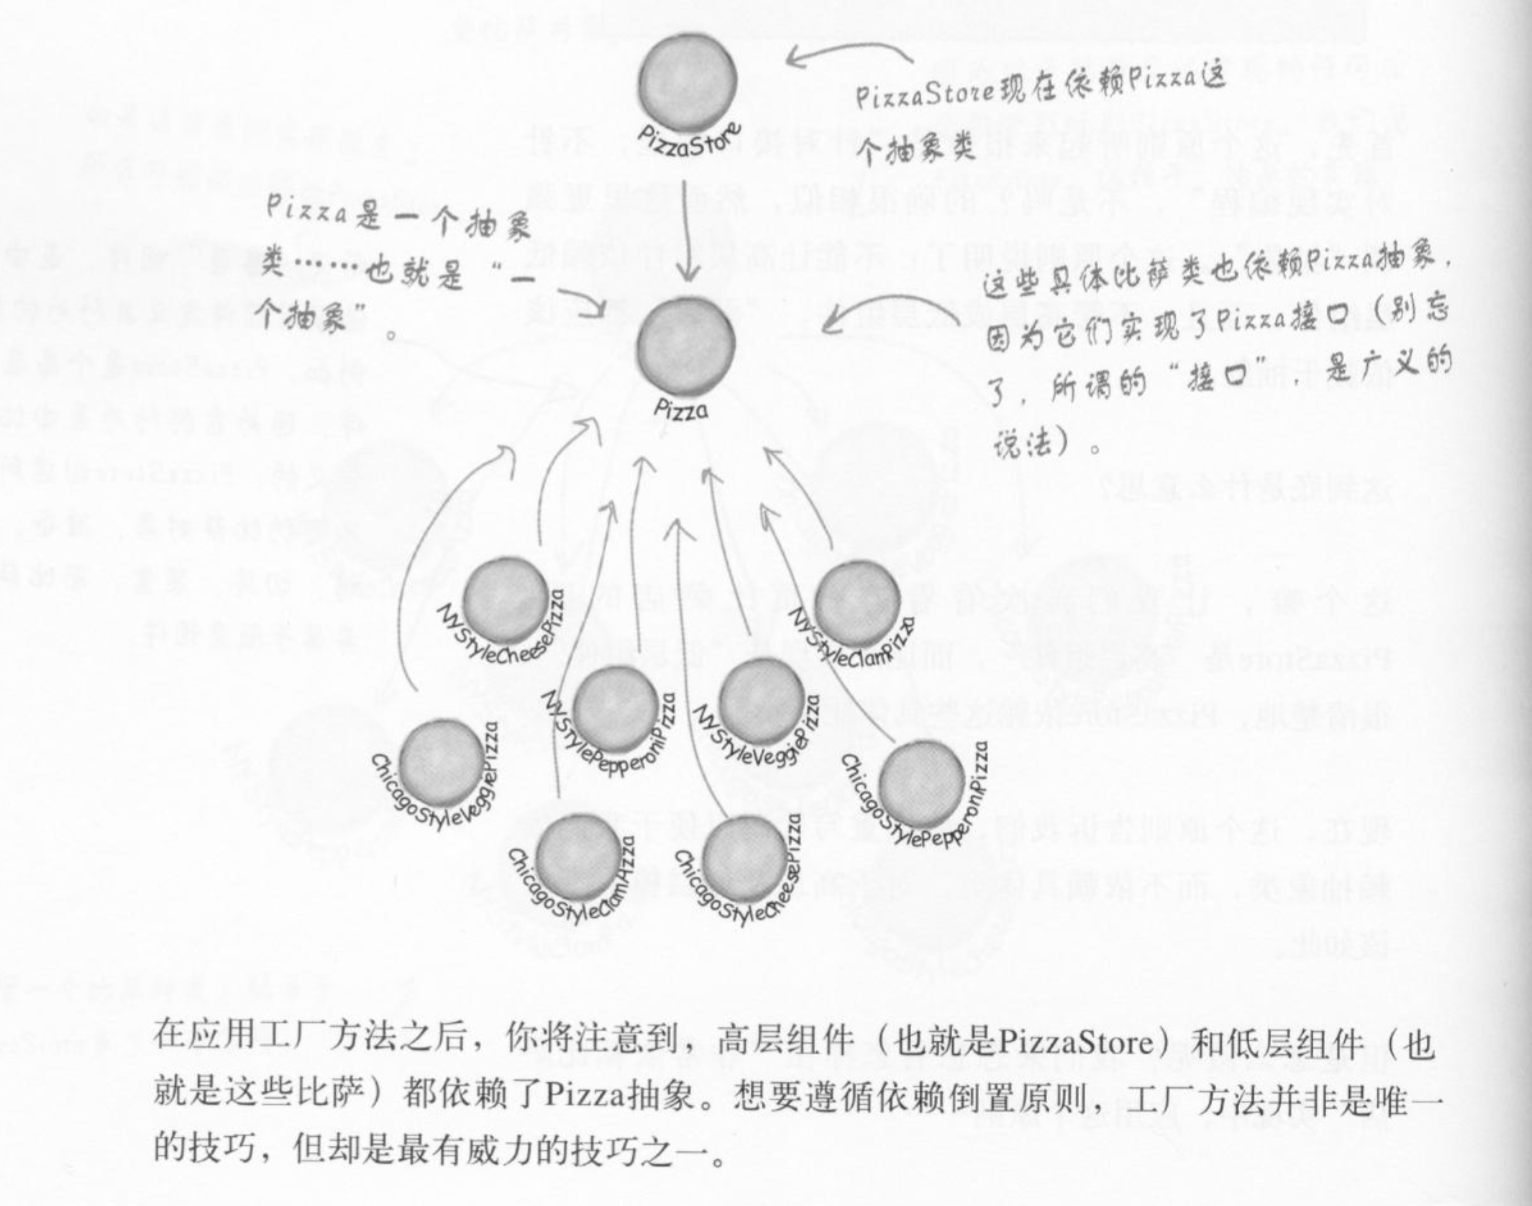 PizzaStore
PizzaStore现在依赖Pizza这
个抽象类
Pizza是一个抽象
类……也就是“一
个抽象”。
Pizza
这些具体比萨类也依赖Pizza抽象，
因为它们实现了Pizza接口（别忘
了，所谓的“接口”，是广义的
说法）。
NYStyleCheesePizza
NYStyleClamPizza
NYStylePepperoniPizza
NYStyleVeggiePizza
ChicagoStyleVeggiePizza
ChicagoStylePepperoniPizza
ChicagoStyleClamPizza
ChicagoStyleCheesePizza
在应用工厂方法之后，你将注意到，高层组件（也就是PizzaStore）和低层组件（也
就是这些比萨）都依赖了Pizza抽象。想要遵循依赖倒置原则，工厂方法并非是唯一
的技巧，但却是最有威力的技巧之一。